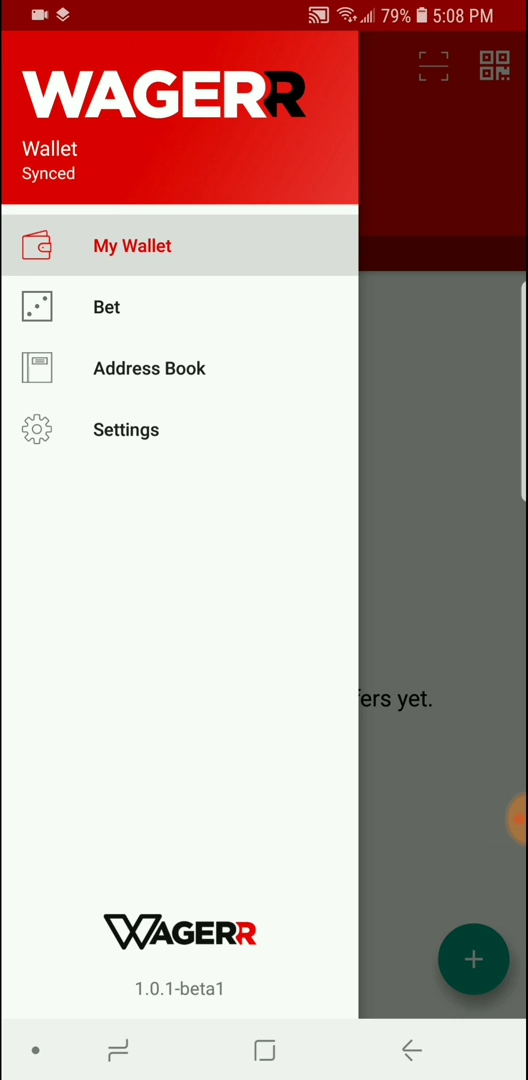 79% 5:08 PM
WAGERR
Wallet
Synced
My Wallet
Bet
Address Book
Settings
fers yet.
WAGERR
1.0.1-beta1